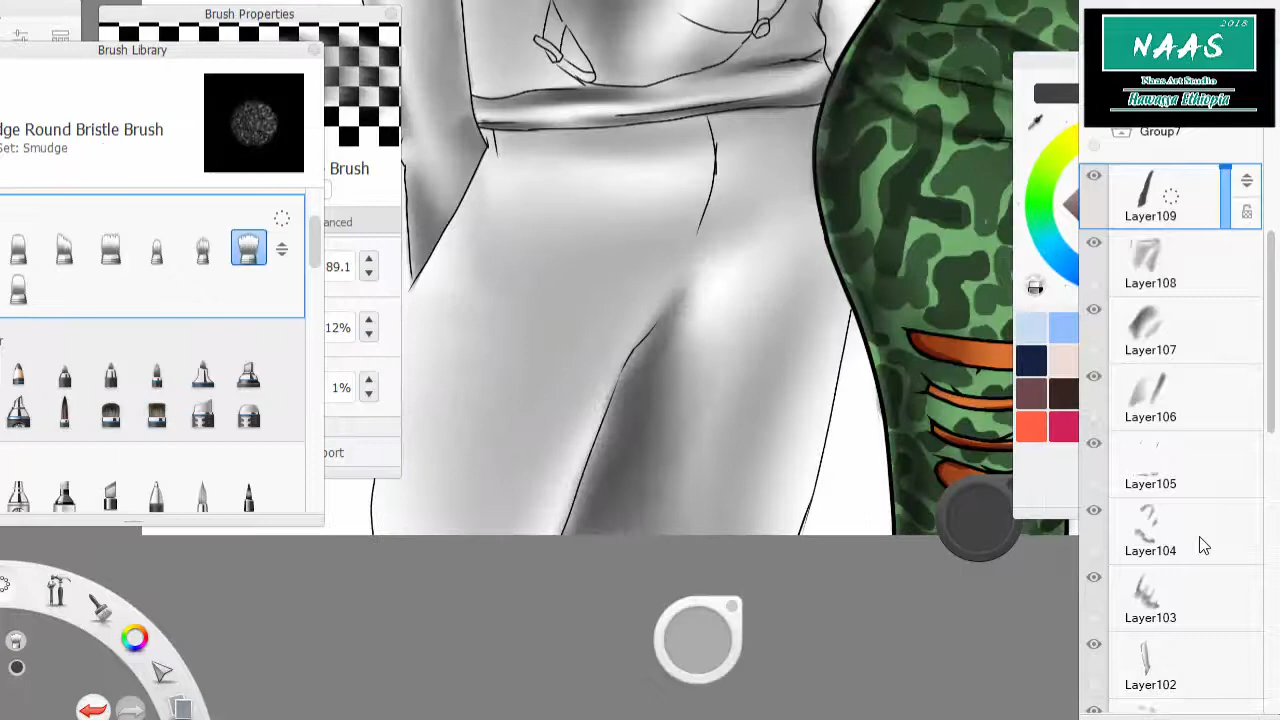 Brush Properties
Brush Library
dge Round Bristle Brush
Set: Smudge
Brush
anced
89.1
12%
1%
port
r
2018
NAAS
Naas Art Studio
Hawassa Ethiopia
Group7
Layer109
Layer108
Layer107
Layer106
Layer105
Layer104
Layer103
Layer102